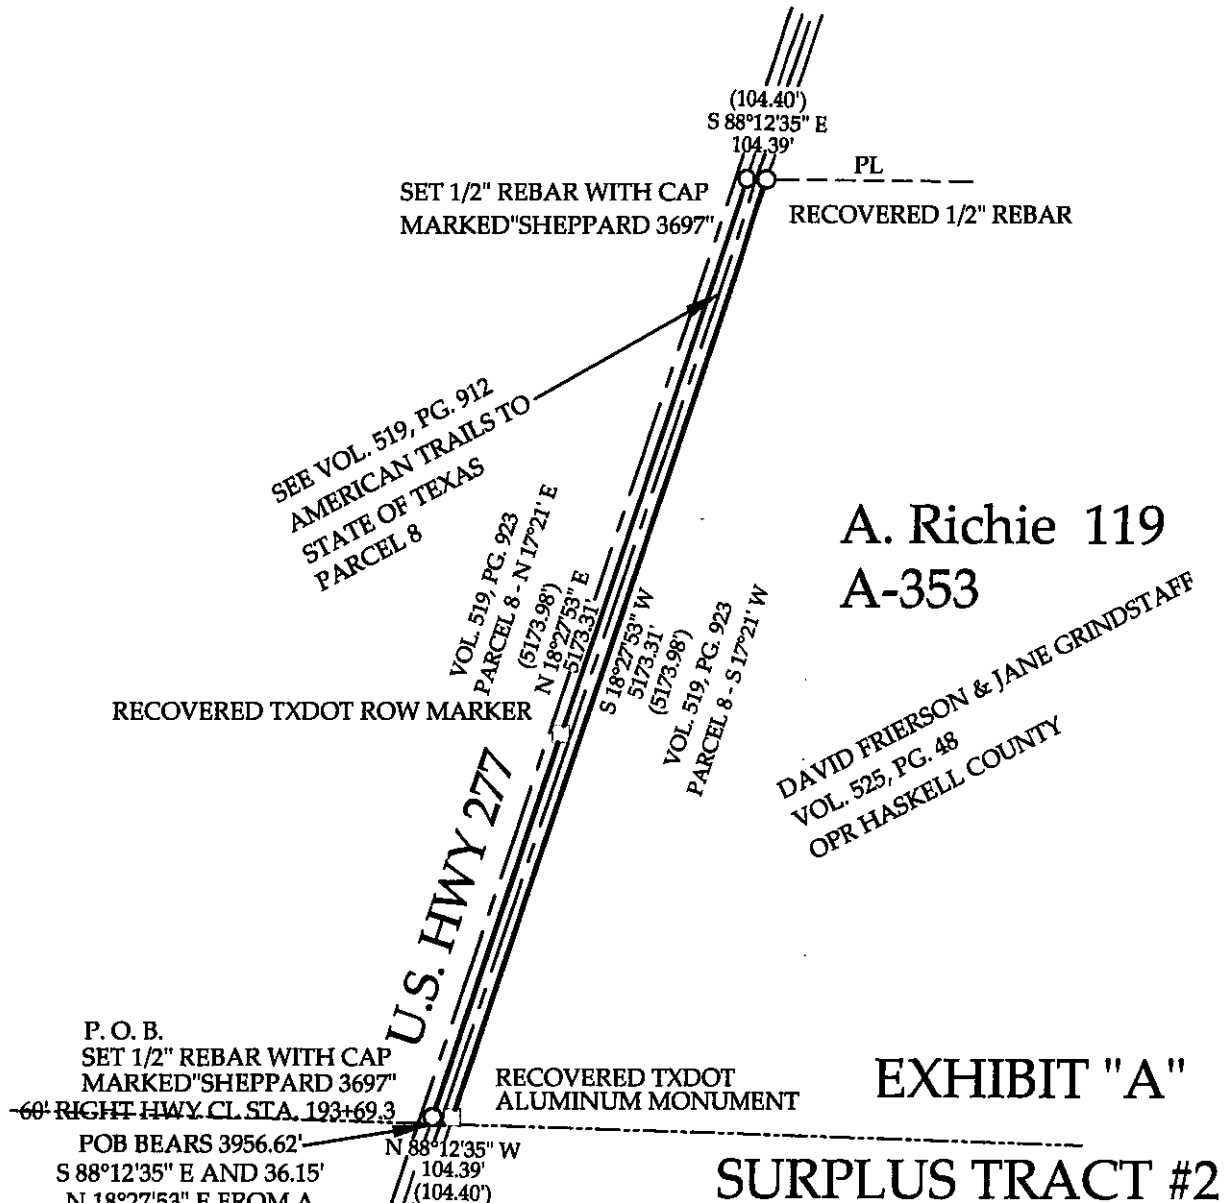 (104.40')
S 88°12'35" E
104.39'
PL
SET 1/2" REBAR WITH CAP
MARKED"SHEPPARD 3697"
RECOVERED 1/2" REBAR
SEE VOL. 519, PG. 912
AMERICAN TRAILS TO
STATE OF TEXAS
PARCEL 8
VOL. 519, PG. 923
PARCEL 8 - N 17°21' E
(5173.98')
N 18°27'53" E
5173.31'
S 18°27'53" W
5173.31'
(5173.98')
VOL. 519, PG. 923
PARCEL 8 - S 17°21' W
A. Richie 119
A-353
DAVID FRIERSON & JANE GRINDSTAFF
VOL. 525, PG. 48
OPR HASKELL COUNTY
RECOVERED TXDOT ROW MARKER
U.S. HWY 277
P. O. B.
SET 1/2" REBAR WITH CAP
MARKED"SHEPPARD 3697"
60' RIGHT HWY CL STA. 193+69.3
POB BEARS 3956.62'
S 88°12'35" E AND 36.15'
N 18°27'53" E FROM A
RECOVERED TXDOT
ALUMINUM MONUMENT
N 88°12'35" W
104.39'
(104.40')
EXHIBIT "A"
SURPLUS TRACT #2